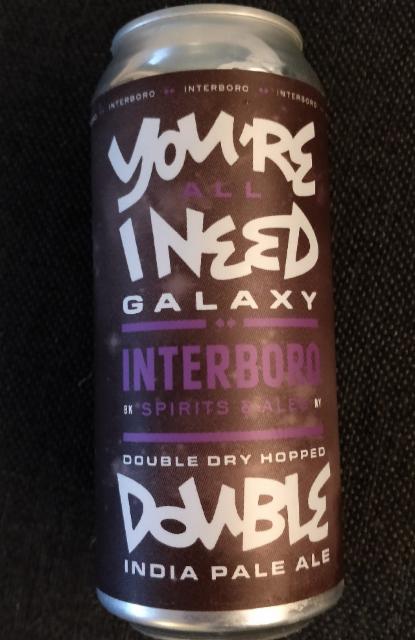 INTERBORO INTERBORO INTERBORO
YOU'RE
ALL
I NEED
GALAXY
INTERBORO
BK SPIRITS & ALES NY
DOUBLE DRY HOPPED
DOUBLE
INDIA PALE ALE